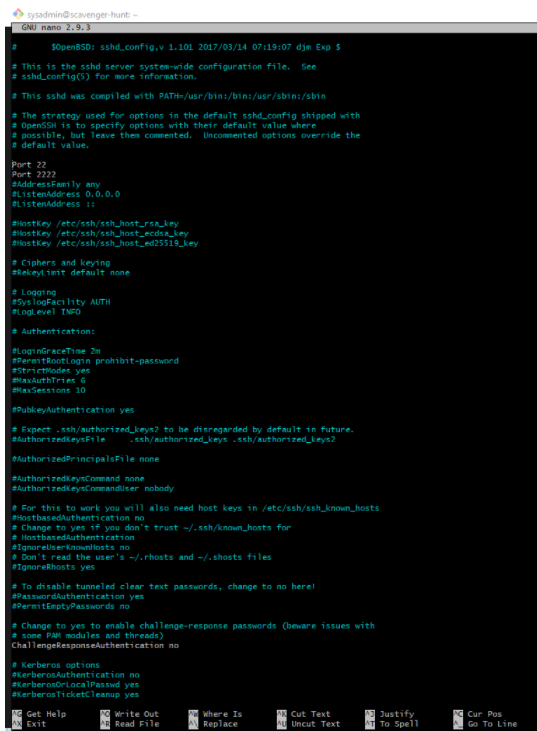 sysadmin@scavenger-hunt: ~
GNU nano 2.9.3
#       $OpenBSD: sshd_config,v 1.101 2017/03/14 07:19:07 djm Exp $
# This is the sshd server system-wide configuration file.  See
# sshd_config(5) for more information.
# This sshd was compiled with PATH=/usr/bin:/bin:/usr/sbin:/sbin
# The strategy used for options in the default sshd_config shipped with
# OpenSSH is to specify options with their default value where
# possible, but leave them commented.  Uncommented options override the
# default value.
Port 22
Port 2222
#AddressFamily any
#ListenAddress 0.0.0.0
#ListenAddress ::
#HostKey /etc/ssh/ssh_host_rsa_key
#HostKey /etc/ssh/ssh_host_ecdsa_key
#HostKey /etc/ssh/ssh_host_ed25519_key
# Ciphers and keying
#RekeyLimit default none
# Logging
#SyslogFacility AUTH
#LogLevel INFO
# Authentication:
#LoginGraceTime 2m
#PermitRootLogin prohibit-password
#StrictModes yes
#MaxAuthTries 6
#MaxSessions 10
#PubkeyAuthentication yes
# Expect .ssh/authorized_keys2 to be disregarded by default in future.
#AuthorizedKeysFile     .ssh/authorized_keys .ssh/authorized_keys2
#AuthorizedPrincipalsFile none
#AuthorizedKeysCommand none
#AuthorizedKeysCommandUser nobody
# For this to work you will also need host keys in /etc/ssh/ssh_known_hosts
#HostbasedAuthentication no
# Change to yes if you don't trust ~/.ssh/known_hosts for
# HostbasedAuthentication
#IgnoreUserKnownHosts no
# Don't read the user's ~/.rhosts and ~/.shosts files
#IgnoreRhosts yes
# To disable tunneled clear text passwords, change to no here!
#PasswordAuthentication yes
#PermitEmptyPasswords no
# Change to yes to enable challenge-response passwords (beware issues with
# some PAM modules and threads)
ChallengeResponseAuthentication no
# Kerberos options
#KerberosAuthentication no
#KerberosOrLocalPasswd yes
#KerberosTicketCleanup yes
^G Get Help ^O Write Out ^W Where Is ^K Cut Text ^J Justify ^C Cur Pos
^X Exit ^R Read File ^\ Replace ^U Uncut Text ^T To Spell ^_ Go To Line